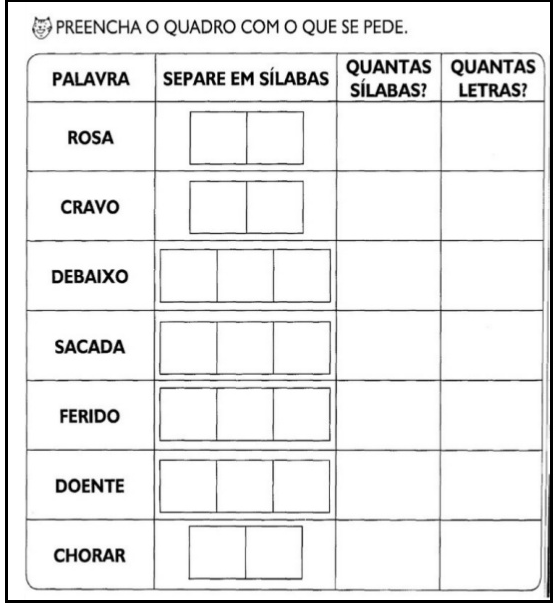 PREENCHA O QUADRO COM O QUE SE PEDE.
PALAVRA SEPARE EM SÍLABAS QUANTAS SÍLABAS? QUANTAS LETRAS?
ROSA
CRAVO
DEBAIXO
SACADA
FERIDO
DOENTE
CHORAR